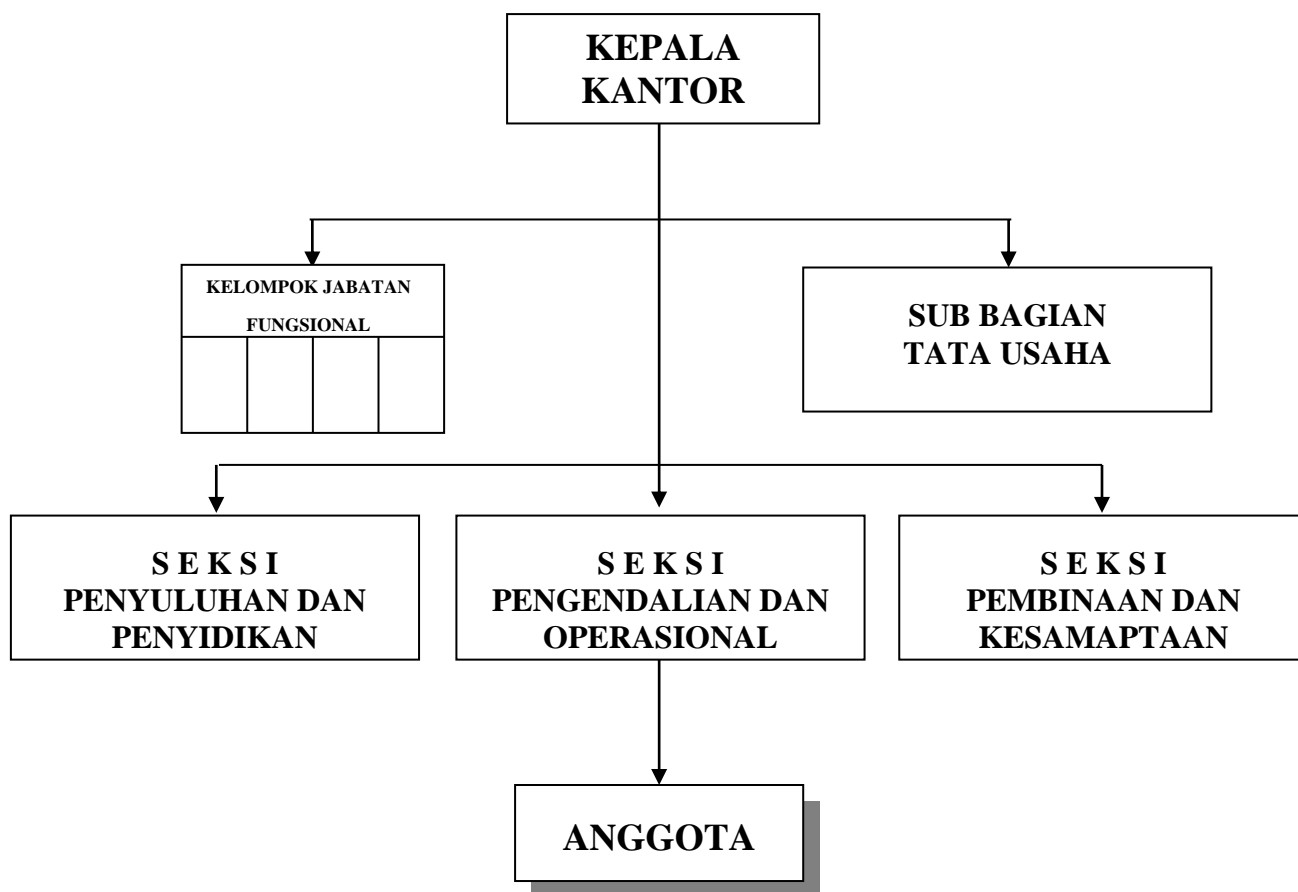 KEPALA
KANTOR
KELOMPOK JABATAN
FUNGSIONAL
SUB BAGIAN
TATA USAHA
S E K S I
PENYULUHAN DAN
PENYIDIKAN
S E K S I
PENGENDALIAN DAN
OPERASIONAL
S E K S I
PEMBINAAN DAN
KESAMAPTAAN
ANGGOTA